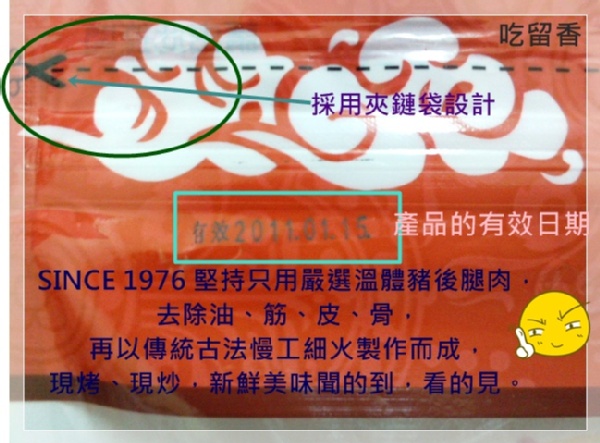 吃留香
採用夾鏈袋設計
有效2011.01.15.
產品的有效日期
SINCE 1976 堅持只用嚴選溫體豬後腿肉，
去除油、筋、皮、骨，
再以傳統古法慢工細火製作而成，
現烤、現炒，新鮮美味聞的到，看的見。